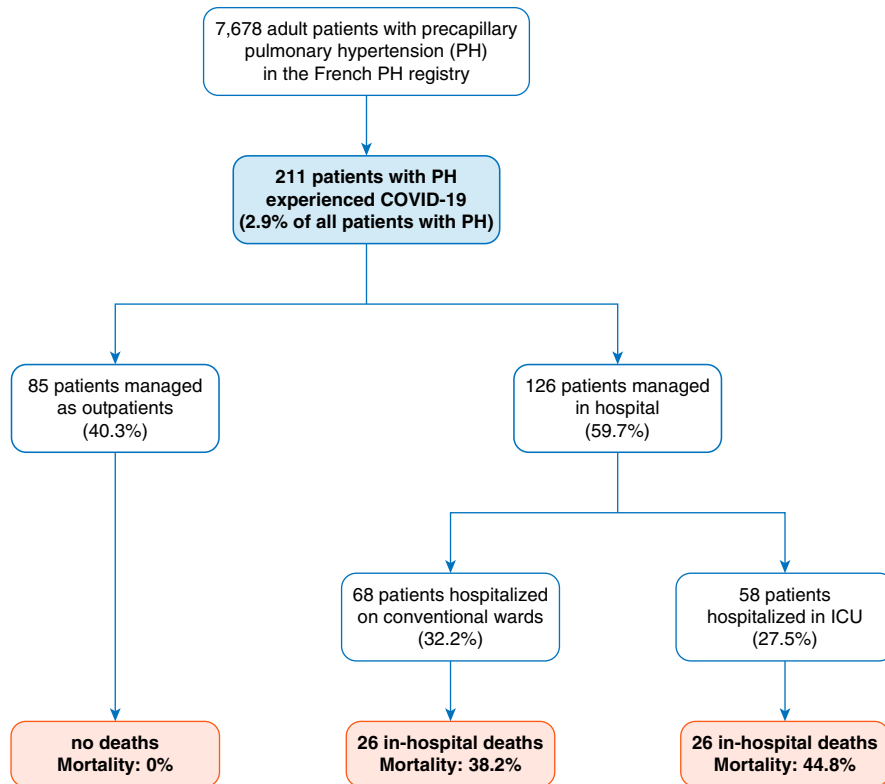 7,678 adult patients with precapillary
pulmonary hypertension (PH)
in the French PH registry
211 patients with PH
experienced COVID-19
(2.9% of all patients with PH)
85 patients managed
as outpatients
(40.3%)
126 patients managed
in hospital
(59.7%)
68 patients hospitalized
on conventional wards
(32.2%)
58 patients
hospitalized in ICU
(27.5%)
no deaths
Mortality: 0%
26 in-hospital deaths
Mortality: 38.2%
26 in-hospital deaths
Mortality: 44.8%